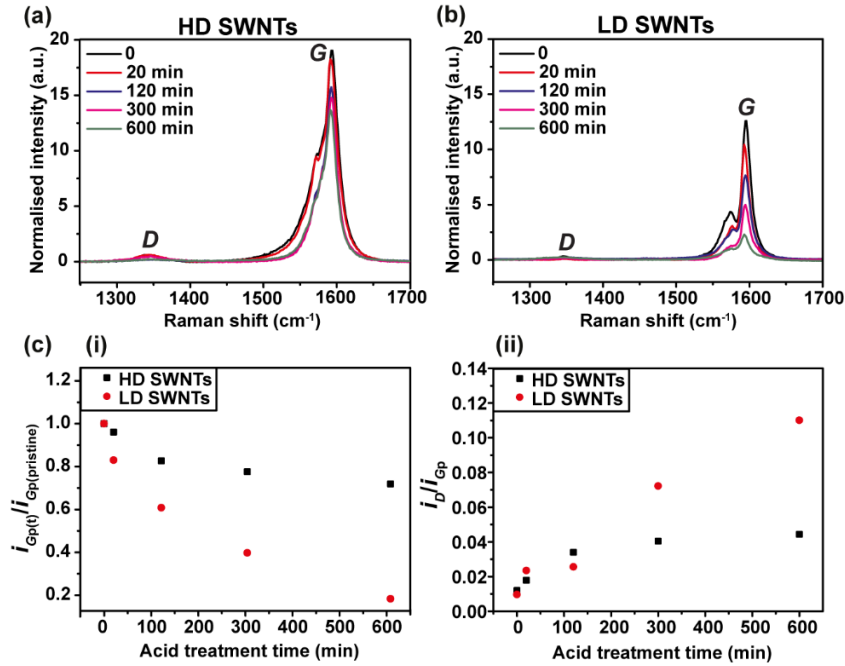 (a)
HD SWNTs
20
15
10
5
0
Normalised intensity (a.u.)
0
20 min
120 min
300 min
600 min
G
D
1300
1400
1500
1600
1700
Raman shift (cm⁻¹)
(b)
LD SWNTs
20
15
10
5
0
Normalised intensity (a.u.)
0
20 min
120 min
300 min
600 min
G
D
1300
1400
1500
1600
1700
Raman shift (cm⁻¹)
(c)
(i)
1.2
1.0
0.8
0.6
0.4
0.2
iGp(t)/iGp(pristine)
HD SWNTs
LD SWNTs
0
100
200
300
400
500
600
Acid treatment time (min)
(ii)
0.14
0.12
0.10
0.08
0.06
0.04
0.02
0.00
iD/iGp
HD SWNTs
LD SWNTs
0
100
200
300
400
500
600
Acid treatment time (min)